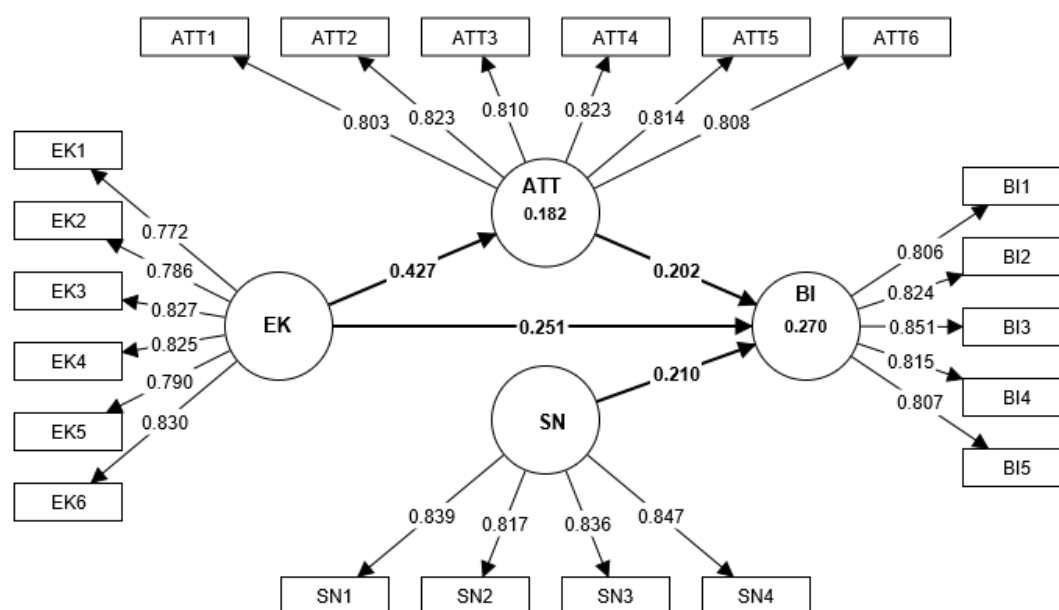 ATT1 ATT2 ATT3 ATT4 ATT5 ATT6
0.803 0.823 0.810 0.823 0.814 0.808
EK1
EK2
EK3
EK4
EK5
EK6
0.772
0.786
0.827
0.825
0.790
0.830
EK
ATT
0.182
0.427
0.202
0.251
0.210
BI
0.270
SN
0.806
0.824
0.851
0.815
0.807
BI1
BI2
BI3
BI4
BI5
0.839 0.817 0.836 0.847
SN1 SN2 SN3 SN4